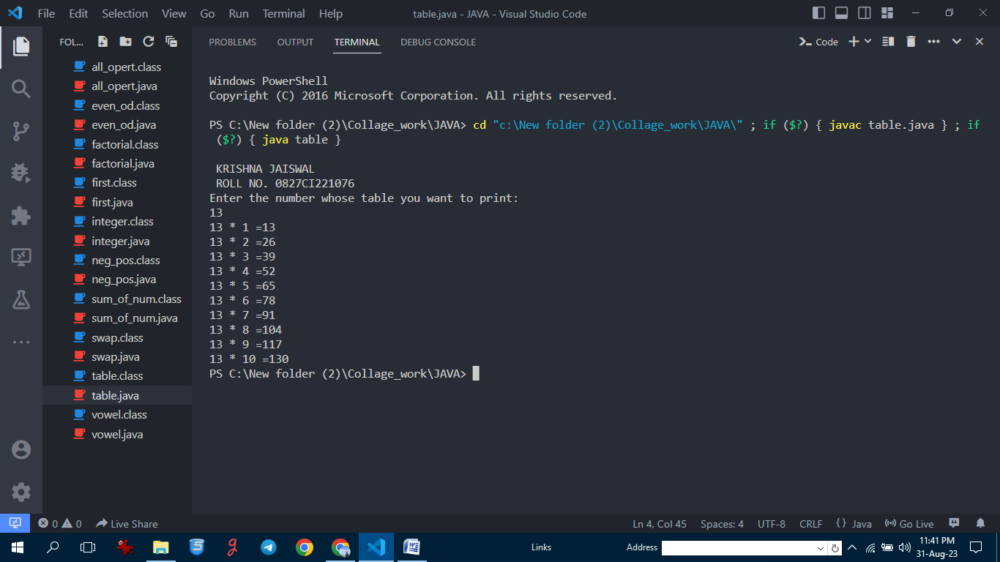 File Edit Selection View Go Run Terminal Help
table.java - JAVA - Visual Studio Code
FOL...
all_opert.class
all_opert.java
even_od.class
even_od.java
factorial.class
factorial.java
first.class
first.java
integer.class
integer.java
neg_pos.class
neg_pos.java
sum_of_num.class
sum_of_num.java
swap.class
swap.java
table.class
table.java
vowel.class
vowel.java
PROBLEMS OUTPUT TERMINAL DEBUG CONSOLE
Code
Windows PowerShell
Copyright (C) 2016 Microsoft Corporation. All rights reserved.
PS C:\New folder (2)\Collage_work\JAVA> cd "c:\New folder (2)\Collage_work\JAVA\" ; if ($?) { javac table.java } ; if
($?) { java table }
KRISHNA JAISWAL
ROLL NO. 0827CI221076
Enter the number whose table you want to print:
13
13 * 1 =13
13 * 2 =26
13 * 3 =39
13 * 4 =52
13 * 5 =65
13 * 6 =78
13 * 7 =91
13 * 8 =104
13 * 9 =117
13 * 10 =130
PS C:\New folder (2)\Collage_work\JAVA>
0 0 Live Share
Ln 4, Col 45 Spaces: 4 UTF-8 CRLF {} Java Go Live
Links Address
11:41 PM
31-Aug-23